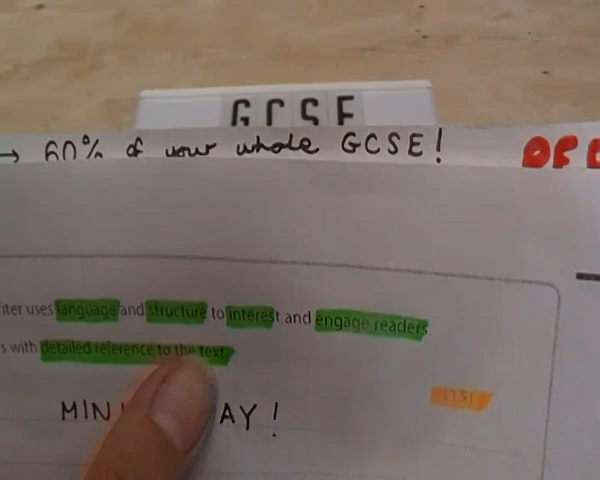 GCSE
→ 60% of your whole GCSE!
iter uses language and structure to interest and engage readers.
s with detailed reference to the text
(15)
MIN AY!